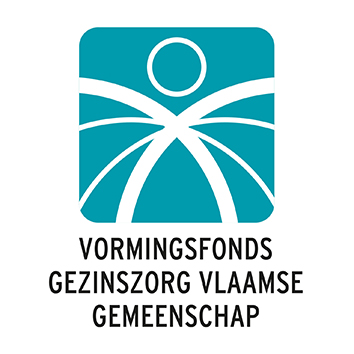 VORMINGSFONDS
GEZINSZORG VLAAMSE
GEMEENSCHAP